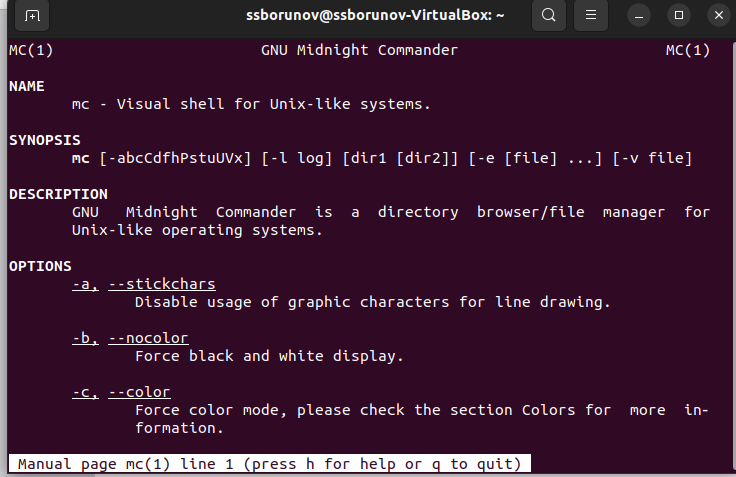 ssborunov@ssborunov-VirtualBox: ~
MC(1) GNU Midnight Commander MC(1)
NAME
mc - Visual shell for Unix-like systems.
SYNOPSIS
mc [-abcCdfhPstuUVx] [-l log] [dir1 [dir2]] [-e [file] ...] [-v file]
DESCRIPTION
GNU Midnight Commander is a directory browser/file manager for
Unix-like operating systems.
OPTIONS
-a, --stickchars
Disable usage of graphic characters for line drawing.
-b, --nocolor
Force black and white display.
-c, --color
Force color mode, please check the section Colors for more in-
formation.
Manual page mc(1) line 1 (press h for help or q to quit)